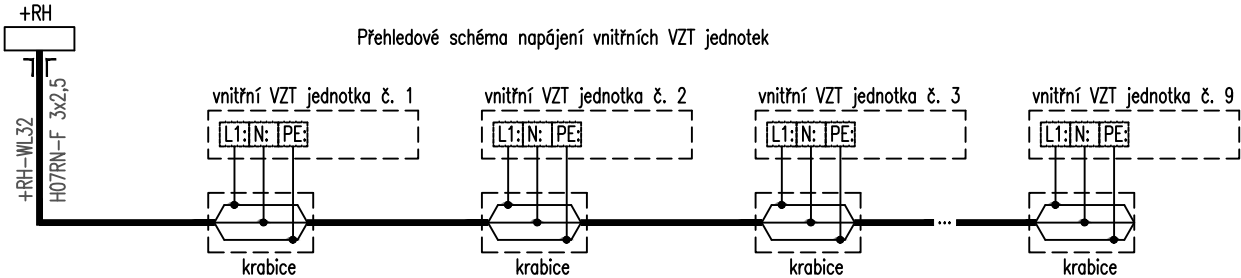 +RH
Přehledové schéma napájení vnitřních VZT jednotek
+RH-WL32
H07RN-F 3x2,5
vnitřní VZT jednotka č. 1
L1: N: PE:
krabice
vnitřní VZT jednotka č. 2
L1: N: PE:
krabice
vnitřní VZT jednotka č. 3
L1: N: PE:
krabice
...
vnitřní VZT jednotka č. 9
L1: N: PE:
krabice